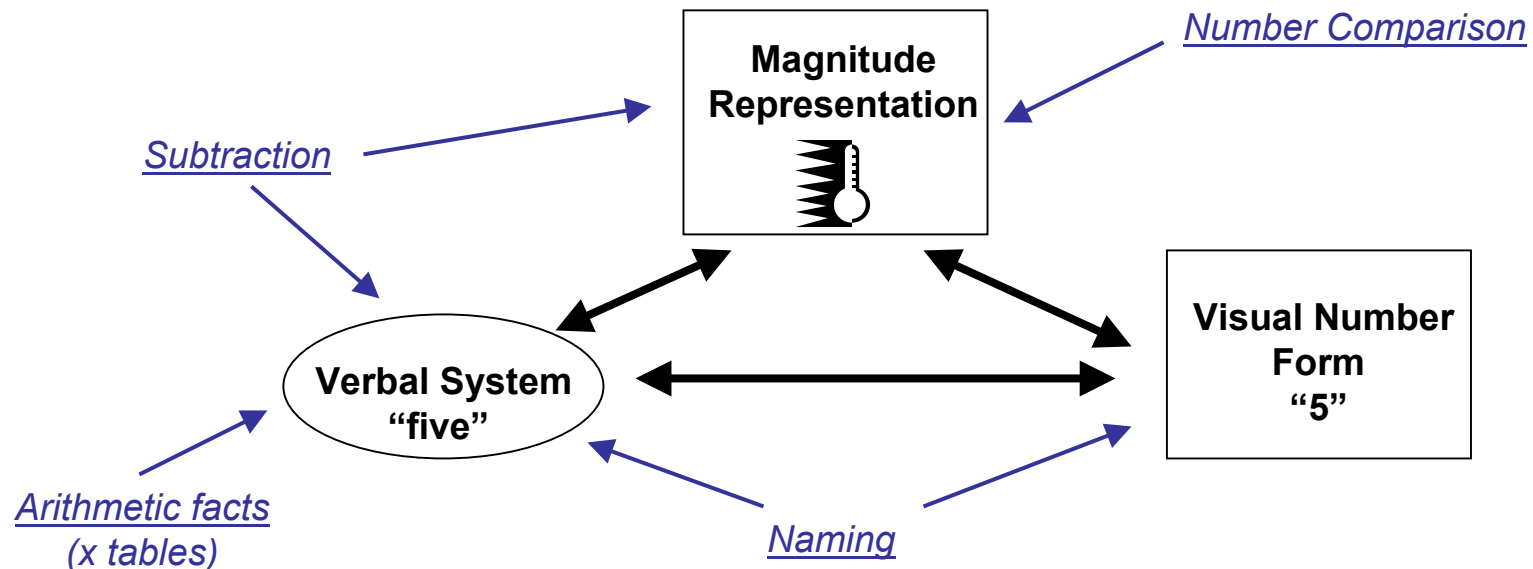 Number Comparison
Magnitude
Representation
Subtraction
Visual Number
Form
“5”
Verbal System
“five”
Arithmetic facts
(x tables)
Naming